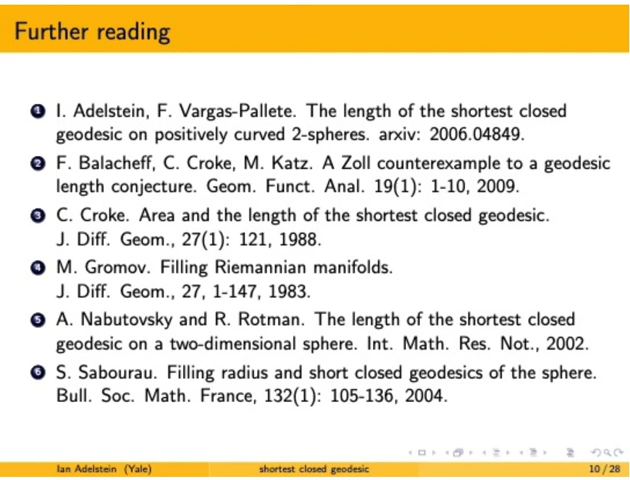 Further reading
1 I. Adelstein, F. Vargas-Pallete. The length of the shortest closed
geodesic on positively curved 2-spheres. arxiv: 2006.04849.
2 F. Balacheff, C. Croke, M. Katz. A Zoll counterexample to a geodesic
length conjecture. Geom. Funct. Anal. 19(1): 1-10, 2009.
3 C. Croke. Area and the length of the shortest closed geodesic.
J. Diff. Geom., 27(1): 121, 1988.
4 M. Gromov. Filling Riemannian manifolds.
J. Diff. Geom., 27, 1-147, 1983.
5 A. Nabutovsky and R. Rotman. The length of the shortest closed
geodesic on a two-dimensional sphere. Int. Math. Res. Not., 2002.
6 S. Sabourau. Filling radius and short closed geodesics of the sphere.
Bull. Soc. Math. France, 132(1): 105-136, 2004.
Ian Adelstein (Yale) shortest closed geodesic 10 / 28